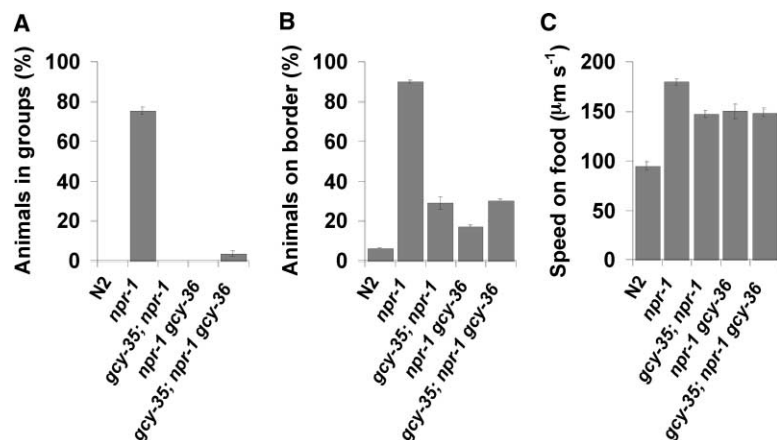 A
Animals in groups (%)
100
80
60
40
20
0
N2
npr-1
gcy-35; npr-1
npr-1 gcy-36
gcy-35; npr-1 gcy-36
B
Animals on border (%)
100
80
60
40
20
0
N2
npr-1
gcy-35; npr-1
npr-1 gcy-36
gcy-35; npr-1 gcy-36
C
Speed on food (μm s⁻¹)
200
150
100
50
0
N2
npr-1
gcy-35; npr-1
npr-1 gcy-36
gcy-35; npr-1 gcy-36